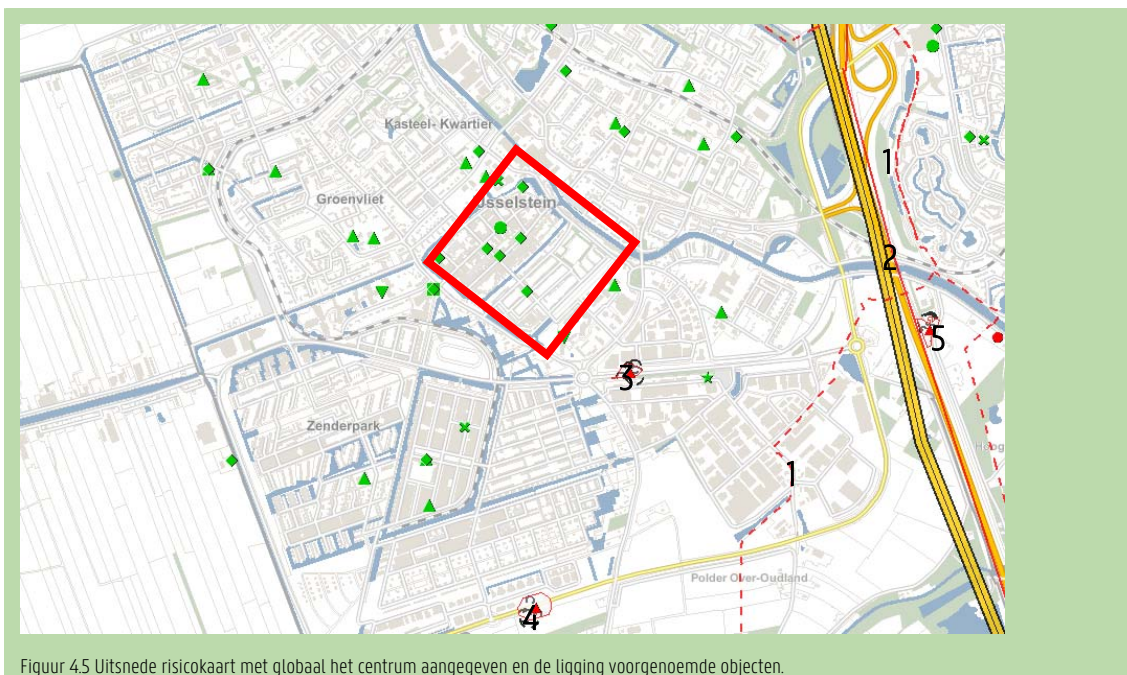 Kasteel- Kwartier
1
Groenvliet
IJsselstein
2
5
3
Zenderpark
Hoog
1
Polder Over-Oudland
4
Figuur 4.5 Uitsnede risicokaart met globaal het centrum aangegeven en de ligging voorgenoemde objecten.